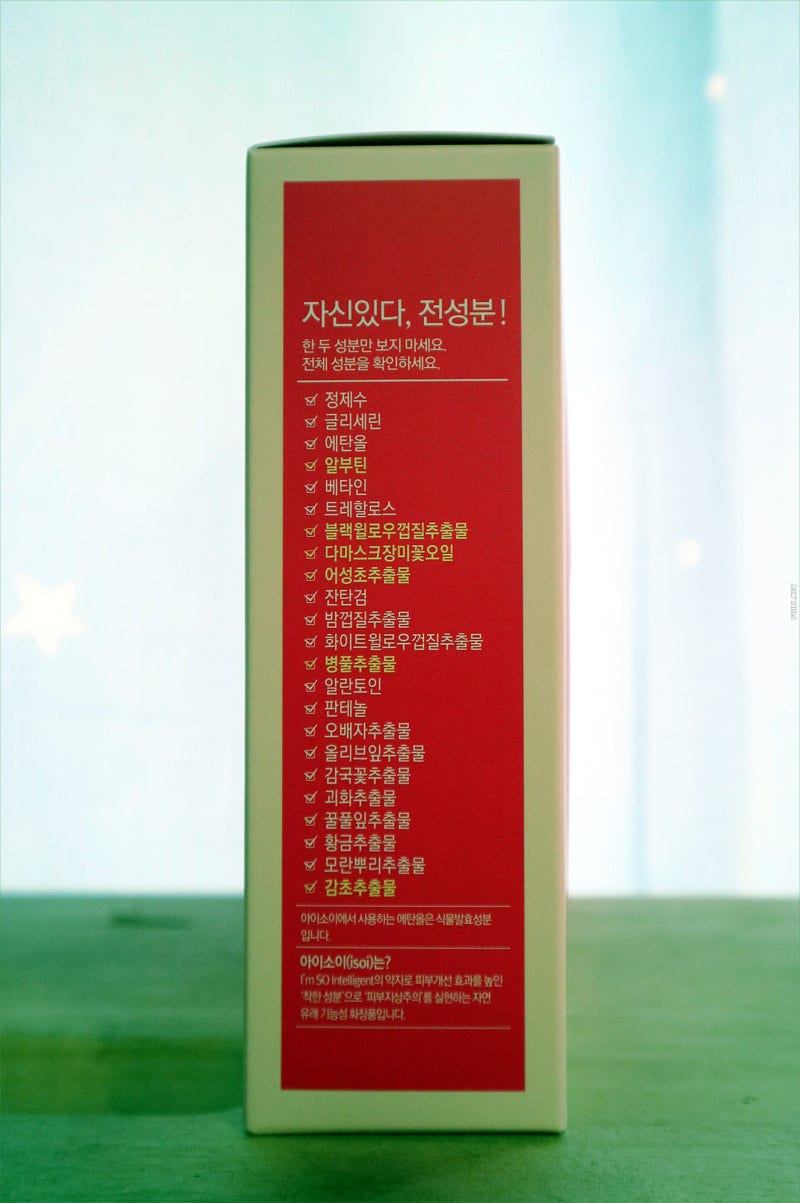 자신있다, 전성분!
한 두 성분만 보지 마세요.
전체 성분을 확인하세요.
정제수
글리세린
에탄올
알부틴
베타인
트레할로스
블랙윌로우껍질추출물
다마스크장미꽃오일
어성초추출물
잔탄검
밤껍질추출물
화이트윌로우껍질추출물
병풀추출물
알란토인
판테놀
오배자추출물
올리브잎추출물
감국꽃추출물
괴화추출물
꿀풀잎추출물
황금추출물
모란뿌리추출물
감초추출물
아이소이에서 사용하는 에탄올은 식물발효성분
입니다.
아이소이(isoi)는?
I'm SO Intelligent의 약자로 피부개선 효과를 높인
'착한 성분'으로 '피부지상주의'를 실현하는 자연
유래 기능성 화장품입니다.